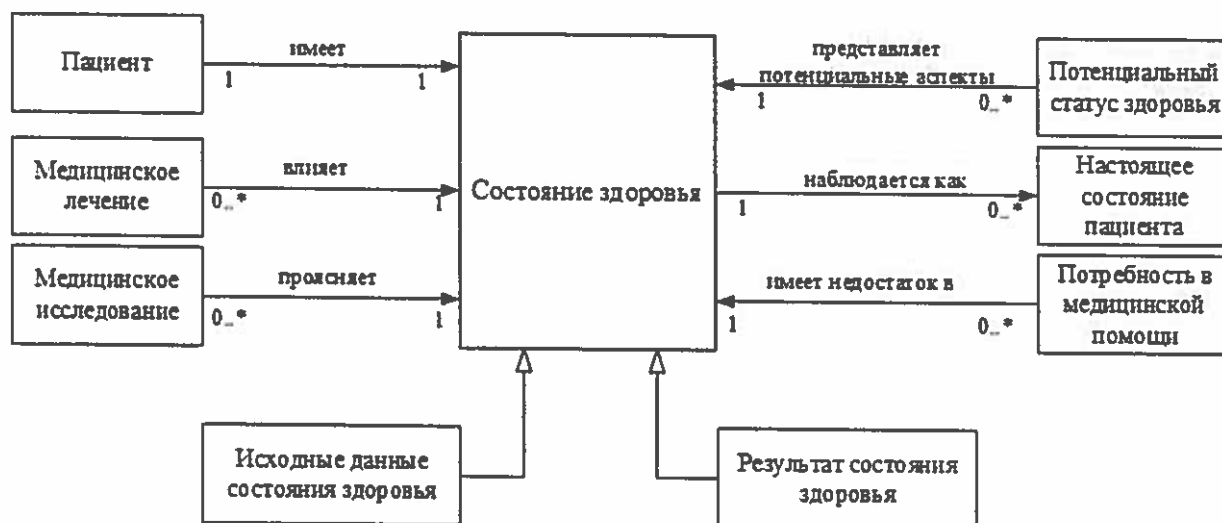 Пациент
имеет
1
1
Медицинское
лечение
влияет
0..*
1
Медицинское
исследование
проясняет
0..*
1
Состояние здоровья
представляет
потенциальные аспекты
1
0..*
Потенциальный
статус здоровья
наблюдается как
1
0..*
Настоящее
состояние
пациента
имеет недостаток в
1
0..*
Потребность в
медицинской
помощи
Исходные данные
состояния здоровья
Результат состояния
здоровья